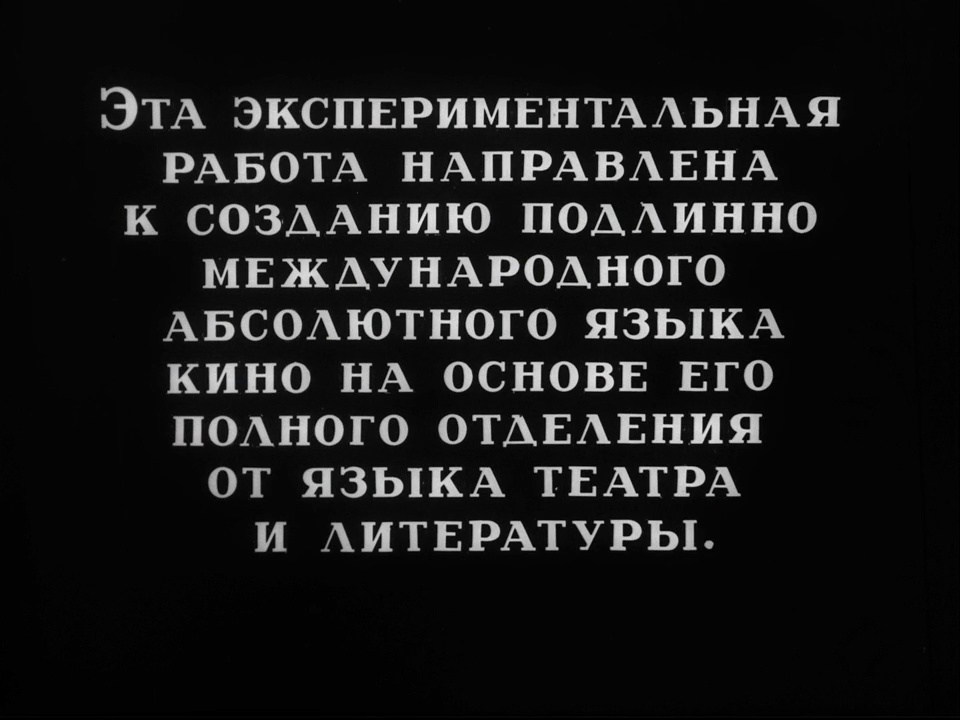 Эта экспериментальная
работа направлена
к созданию подлинно
международного
абсолютного языка
кино на основе его
полного отделения
от языка театра
и литературы.